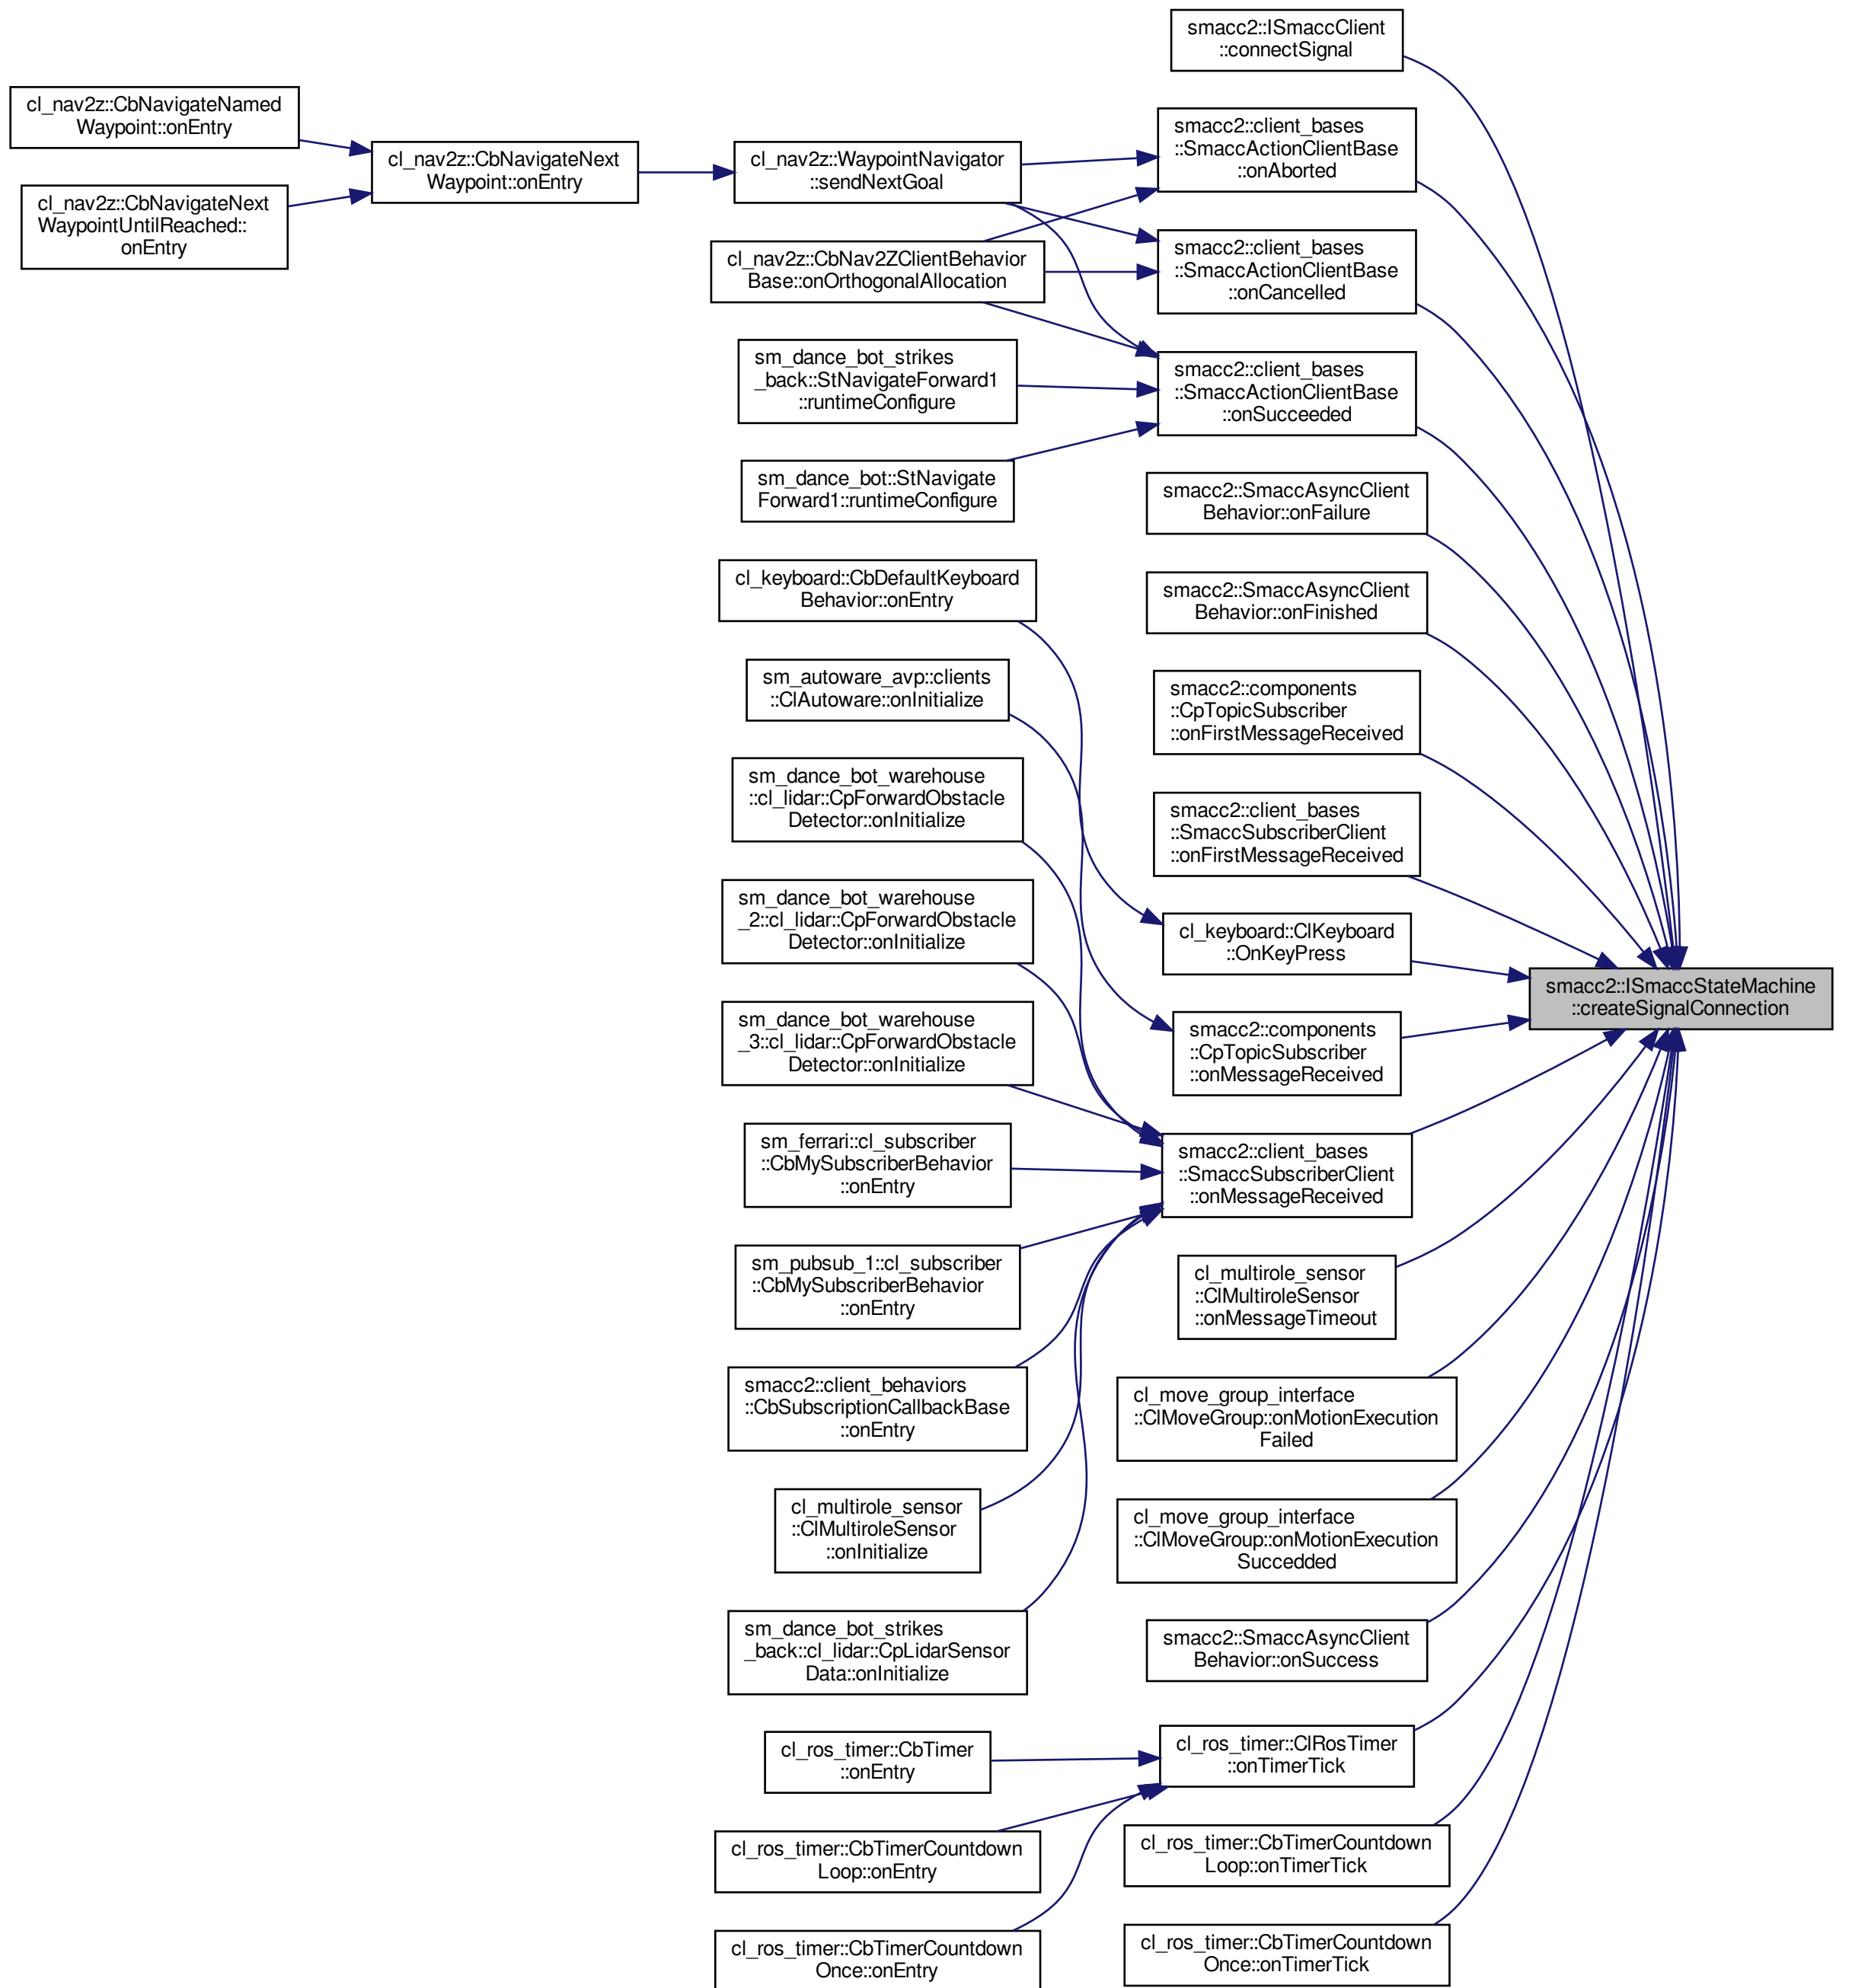 smacc2::ISmaccClient
::connectSignal
cl_nav2z::CbNavigateNamed
Waypoint::onEntry
cl_nav2z::CbNavigateNext
WaypointUntilReached::
onEntry
cl_nav2z::CbNavigateNext
Waypoint::onEntry
cl_nav2z::WaypointNavigator
::sendNextGoal
smacc2::client_bases
::SmaccActionClientBase
::onAborted
cl_nav2z::CbNav2ZClientBehavior
Base::onOrthogonalAllocation
smacc2::client_bases
::SmaccActionClientBase
::onCancelled
sm_dance_bot_strikes
_back::StNavigateForward1
::runtimeConfigure
smacc2::client_bases
::SmaccActionClientBase
::onSucceeded
sm_dance_bot::StNavigate
Forward1::runtimeConfigure
smacc2::SmaccAsyncClient
Behavior::onFailure
cl_keyboard::CbDefaultKeyboard
Behavior::onEntry
smacc2::SmaccAsyncClient
Behavior::onFinished
sm_autoware_avp::clients
::ClAutoware::onInitialize
smacc2::components
::CpTopicSubscriber
::onFirstMessageReceived
sm_dance_bot_warehouse
::cl_lidar::CpForwardObstacle
Detector::onInitialize
smacc2::client_bases
::SmaccSubscriberClient
::onFirstMessageReceived
sm_dance_bot_warehouse
_2::cl_lidar::CpForwardObstacle
Detector::onInitialize
cl_keyboard::ClKeyboard
::OnKeyPress
smacc2::ISmaccStateMachine
::createSignalConnection
sm_dance_bot_warehouse
_3::cl_lidar::CpForwardObstacle
Detector::onInitialize
smacc2::components
::CpTopicSubscriber
::onMessageReceived
sm_ferrari::cl_subscriber
::CbMySubscriberBehavior
::onEntry
smacc2::client_bases
::SmaccSubscriberClient
::onMessageReceived
sm_pubsub_1::cl_subscriber
::CbMySubscriberBehavior
::onEntry
cl_multirole_sensor
::ClMultiroleSensor
::onMessageTimeout
smacc2::client_behaviors
::CbSubscriptionCallbackBase
::onEntry
cl_move_group_interface
::ClMoveGroup::onMotionExecution
Failed
cl_multirole_sensor
::ClMultiroleSensor
::onInitialize
cl_move_group_interface
::ClMoveGroup::onMotionExecution
Succedded
sm_dance_bot_strikes
_back::cl_lidar::CpLidarSensor
Data::onInitialize
smacc2::SmaccAsyncClient
Behavior::onSuccess
cl_ros_timer::CbTimer
::onEntry
cl_ros_timer::ClRosTimer
::onTimerTick
cl_ros_timer::CbTimerCountdown
Loop::onEntry
cl_ros_timer::CbTimerCountdown
Loop::onTimerTick
cl_ros_timer::CbTimerCountdown
Once::onEntry
cl_ros_timer::CbTimerCountdown
Once::onTimerTick